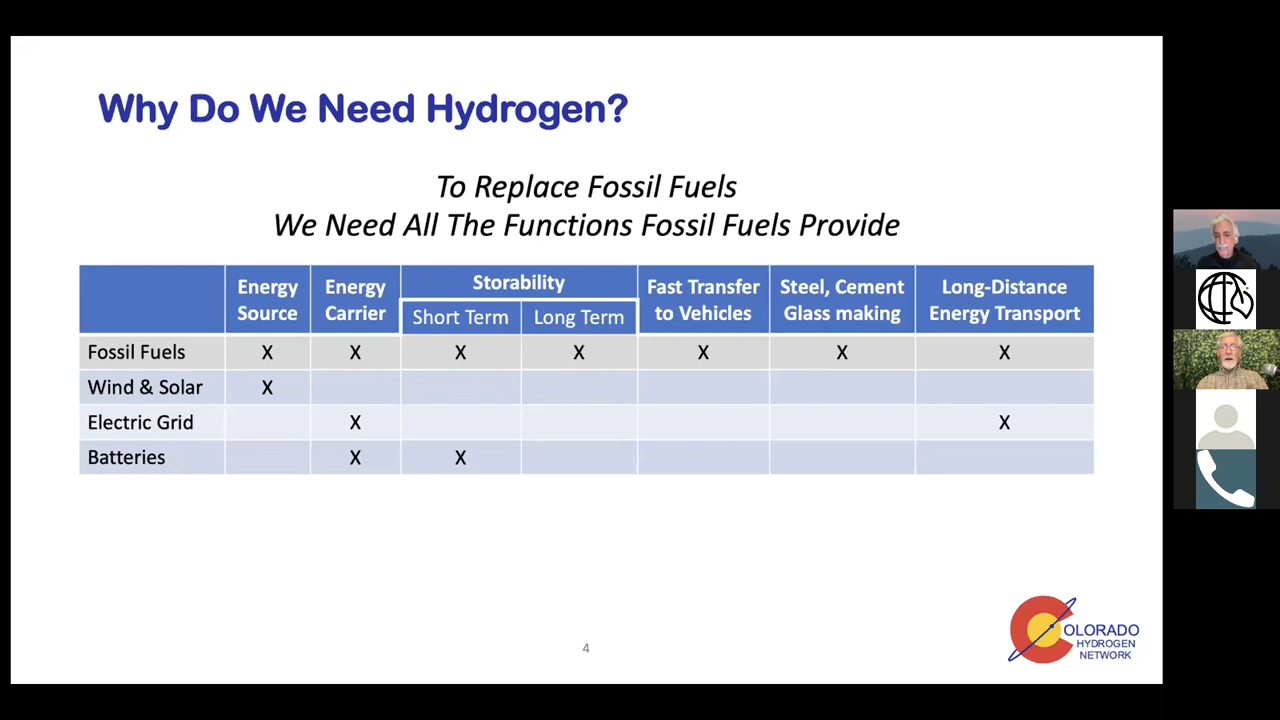 Why Do We Need Hydrogen?
To Replace Fossil Fuels
We Need All The Functions Fossil Fuels Provide
Energy Source
Energy Carrier
Storability
Short Term
Long Term
Fast Transfer to Vehicles
Steel, Cement Glass making
Long-Distance Energy Transport
Fossil Fuels X X X X X X X
Wind & Solar X
Electric Grid X X
Batteries X X
4
COLORADO
HYDROGEN
NETWORK